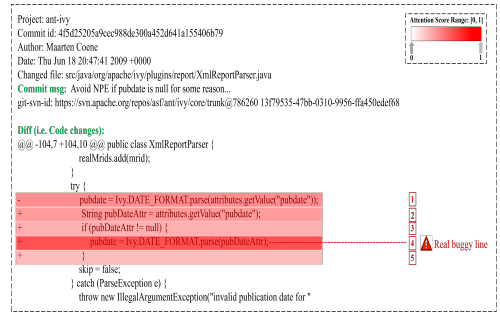 Project: ant-ivy
Commit id: 4f5d25205a9cec988de300a452d641a155406b79
Author: Maarten Coene
Date: Thu Jun 18 20:47:41 2009 +0000
Changed file: src/java/org/apache/ivy/plugins/report/XmlReportParser.java
Commit msg: Avoid NPE if pubdate is null for some reason...
git-svn-id: https://svn.apache.org/repos/asf/ant/ivy/core/trunk@786260 13f79535-47bb-0310-9956-ffa450edef68
Attention Score Range: [0, 1]
0 1
Diff (i.e. Code changes):
@@ -104,7 +104,10 @@ public class XmlReportParser {
realMrids.add(mrid);
}
try {
- pubdate = Ivy.DATE_FORMAT.parse(attributes.getValue("pubdate")); 1
+ String pubDateAttr = attributes.getValue("pubdate"); 2
+ if (pubDateAttr != null) { 3
+ pubdate = Ivy.DATE_FORMAT.parse(pubDateAttr); 4 Real buggy line
+ } 5
skip = false;
} catch (ParseException e) {
throw new IllegalArgumentException("invalid publication date for "